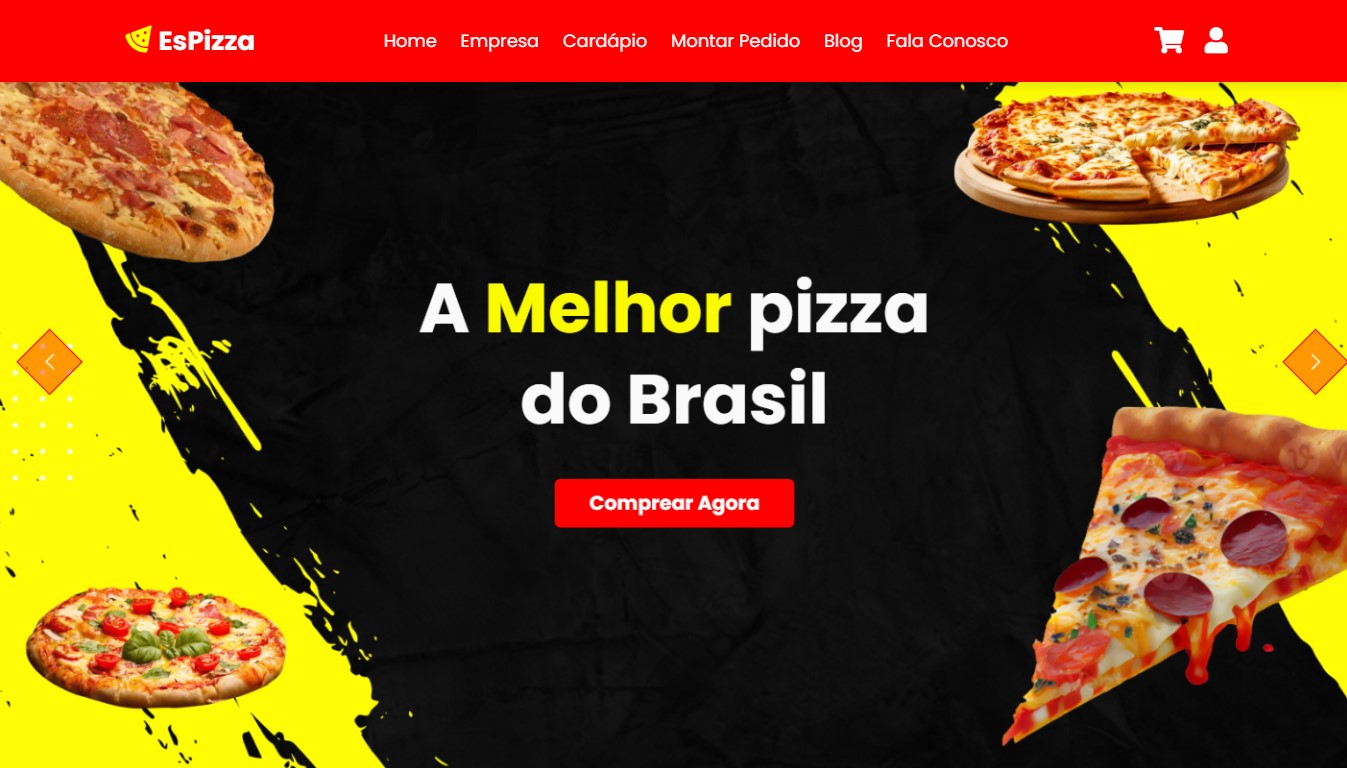 EsPizza
Home Empresa Cardápio Montar Pedido Blog Fala Conosco
A Melhor pizza
do Brasil
Comprear Agora